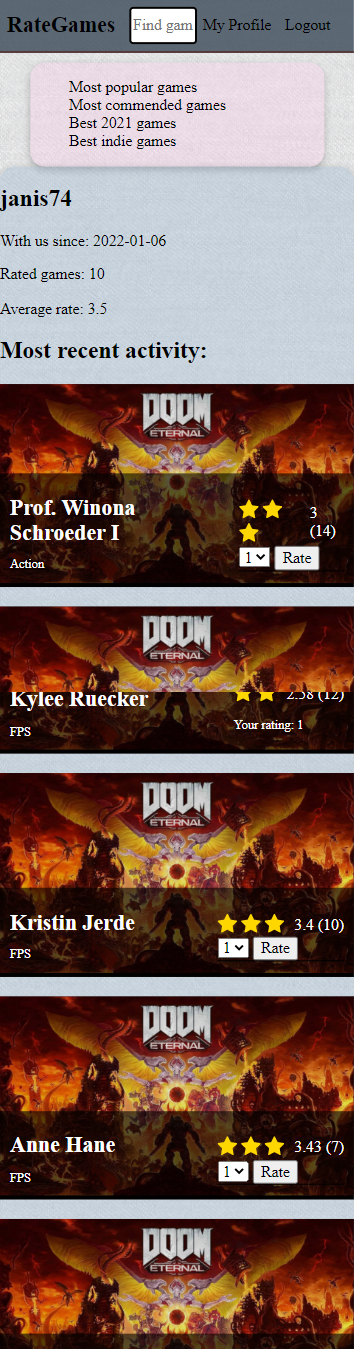 RateGames Find gam My Profile Logout
Most popular games
Most commended games
Best 2021 games
Best indie games
janis74
With us since: 2022-01-06
Rated games: 10
Average rate: 3.5
Most recent activity:
DOOM
ETERNAL
Prof. Winona
Schroeder I
3
(14)
Action
1 Rate
DOOM
ETERNAL
Kylee Ruecker 2.58 (12)
FPS Your rating: 1
DOOM
ETERNAL
Kristin Jerde 3.4 (10)
FPS 1 Rate
DOOM
ETERNAL
Anne Hane 3.43 (7)
FPS 1 Rate
DOOM
ETERNAL